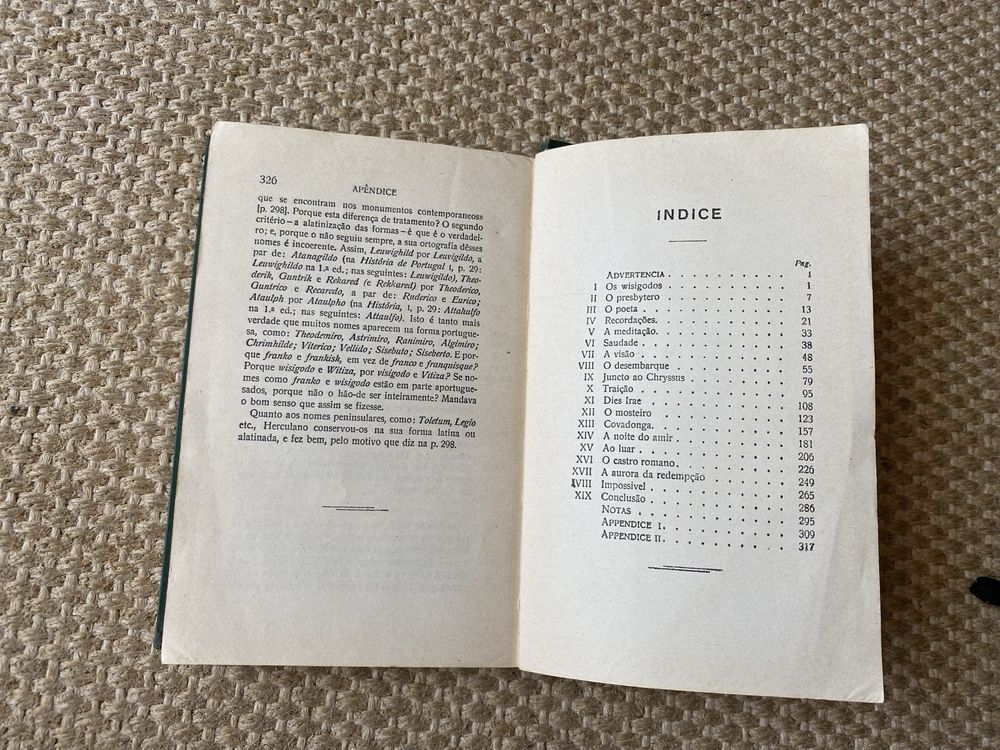 326
APÊNDICE
que se encontram nos monumentos contemporaneos»
[p. 298]. Porque esta diferença de tratamento? O segundo
critério – a alatinização das formas – é que é o verdadei-
ro; e, porque o não seguiu sempre, a sua ortografia dêsses
nomes é incoerente. Assim, Leuwighild por Leuvigildo, a
par de: Atanagildo (na História de Portugal I, p. 29:
Leuwighildo na 1.ª ed.; nas seguintes: Leuwigildo), Theo-
derik, Guntrik e Rekared (e Rekkared) por Theoderico,
Guntrico e Recaredo, a par de: Ruderico e Eurico;
Ataulph por Ataulpho (na História, I, p. 29: Attahulfo
na 1.ª ed.; nas seguintes: Attaulfo). Isto é tanto mais
verdade que muitos nomes aparecem na forma portugue-
sa, como: Theodemiro, Astrimiro, Ranimiro, Algimiro;
Chrimhilde; Viterico; Vellido; Sisebuto; Siseberto. E por-
que franko e frankisk, em vez de franco e franquisque?
Porque wisigodo e Witiza, por visigodo e Vitiza? Se no-
mes como franko e wisigodo estão em parte aportugue-
sados, porque não o hão-de ser inteiramente? Mandava
o bom senso que assim se fizesse.
Quanto aos nomes peninsulares, como: Toletum, Legio
etc., Herculano conservou-os na sua forma latina ou
alatinada, e fez bem, pelo motivo que diz na p. 298.
INDICE
Pag.
ADVERTENCIA . . . . . . . . . . 1
I Os wisigodos . . . . . . . . . . 1
II O presbytero . . . . . . . . . . 7
III O poeta . . . . . . . . . . 13
IV Recordações. . . . . . . . . . 21
V A meditação. . . . . . . . . . 33
VI Saudade . . . . . . . . . . 38
VII A visão . . . . . . . . . . 48
VIII O desembarque . . . . . . . . . . 55
IX Juncto ao Chryssus . . . . . . . . . . 79
X Traição . . . . . . . . . . 95
XI Dies Irae . . . . . . . . . . 108
XII O mosteiro . . . . . . . . . . 123
XIII Covadonga. . . . . . . . . . 157
XIV A noite do amir . . . . . . . . . . 181
XV Ao luar . . . . . . . . . . 206
XVI O castro romano. . . . . . . . . . 226
XVII A aurora da redempção . . . . . . . 249
XVIII Impossivel . . . . . . . . . . 265
XIX Conclusão . . . . . . . . . . 286
NOTAS . . . . . . . . . . 295
APPENDICE I. . . . . . . . . . 309
APPENDICE II. . . . . . . . . . 317